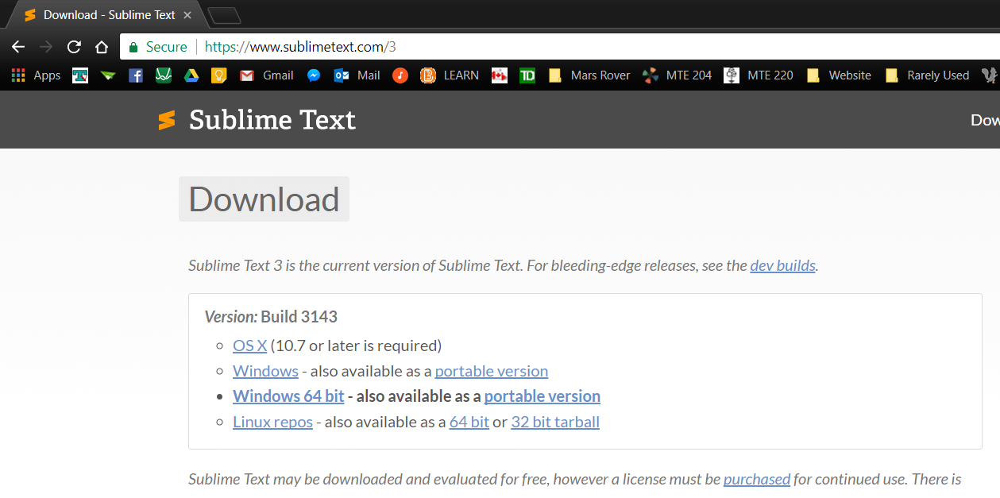 Download - Sublime Text
Secure https://www.sublimetext.com/3
Apps Gmail Mail LEARN TD Mars Rover MTE 204 MTE 220 Website Rarely Used
Sublime Text
Dow
Download
Sublime Text 3 is the current version of Sublime Text. For bleeding-edge releases, see the dev builds.
Version: Build 3143
OS X (10.7 or later is required)
Windows - also available as a portable version
Windows 64 bit - also available as a portable version
Linux repos - also available as a 64 bit or 32 bit tarball
Sublime Text may be downloaded and evaluated for free, however a license must be purchased for continued use. There is